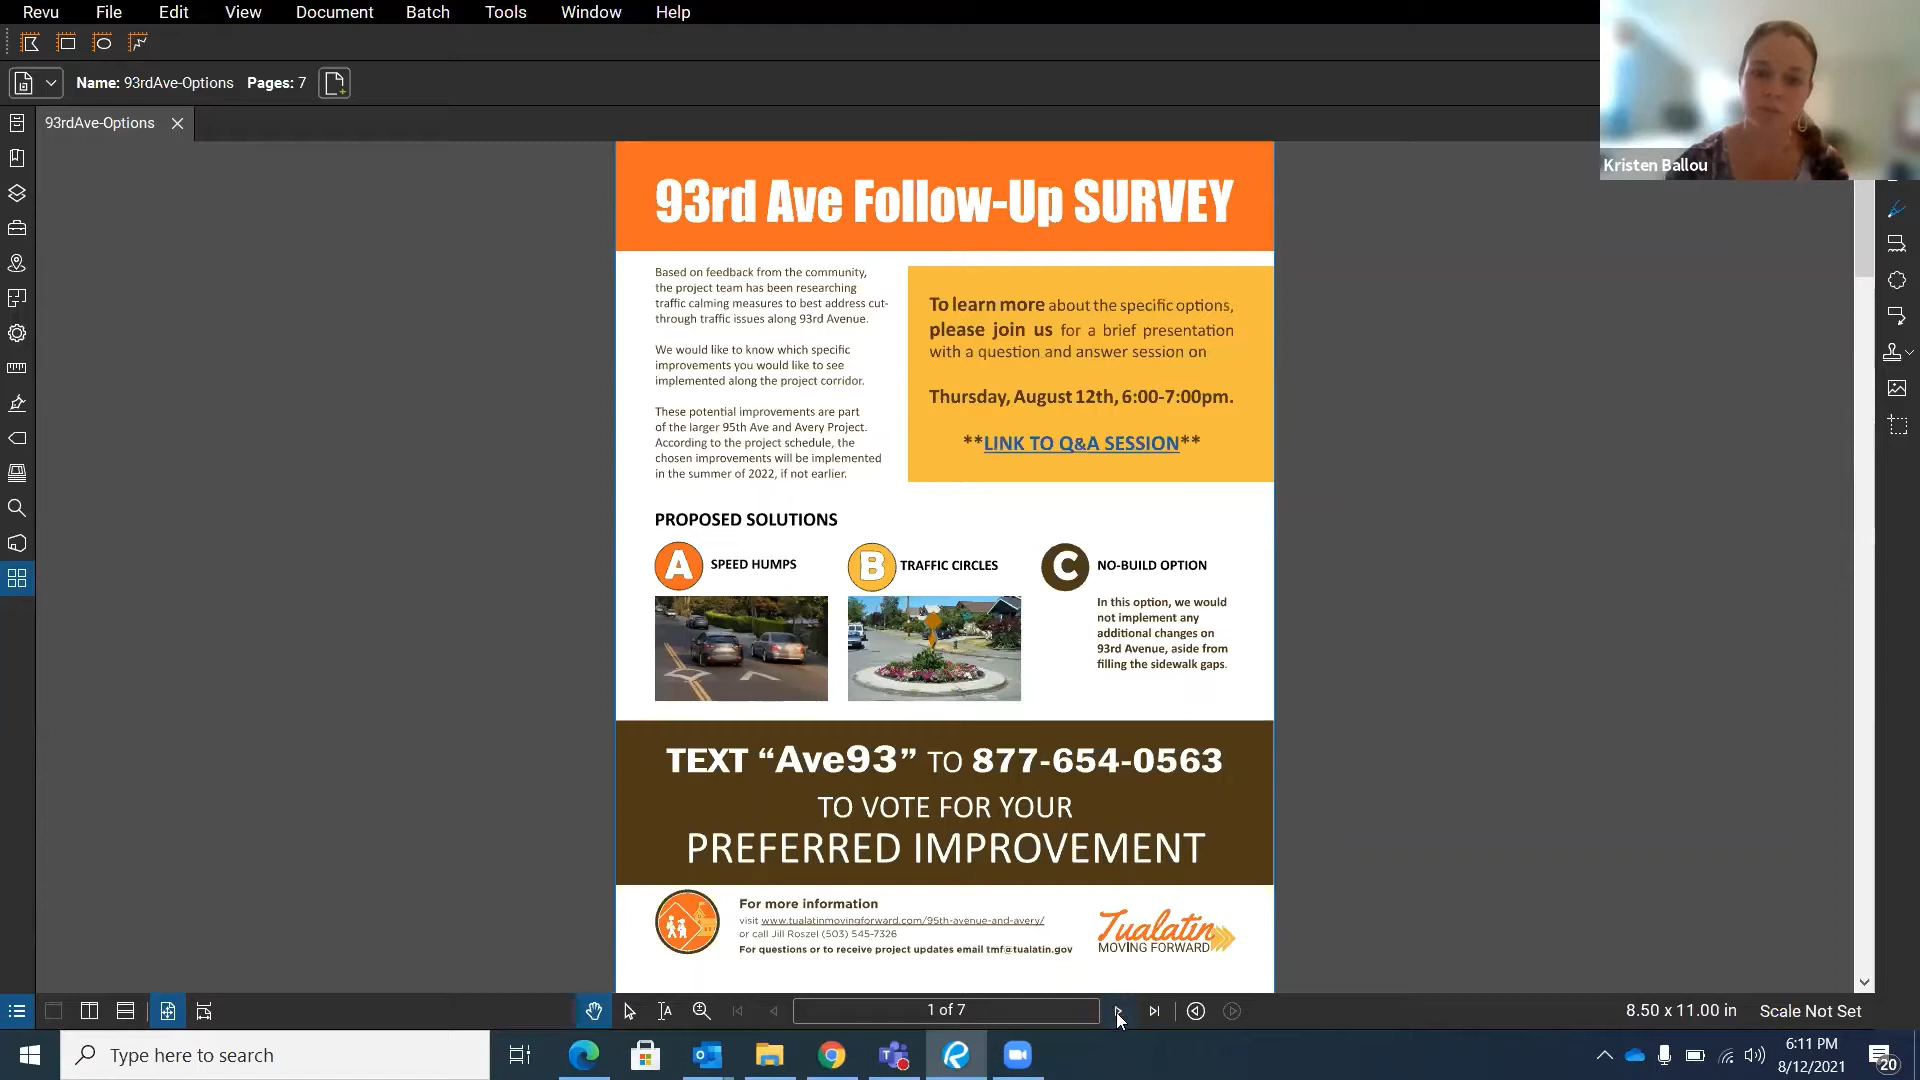 Revu File Edit View Document Batch Tools Window Help
Name: 93rdAve-Options Pages: 7
93rdAve-Options
Kristen Ballou
93rd Ave Follow-Up SURVEY
Based on feedback from the community,
the project team has been researching
traffic calming measures to best address cut-
through traffic issues along 93rd Avenue.
We would like to know which specific
improvements you would like to see
implemented along the project corridor.
These potential improvements are part
of the larger 95th Ave and Avery Project.
According to the project schedule, the
chosen improvements will be implemented
in the summer of 2022, if not earlier.
To learn more about the specific options,
please join us for a brief presentation
with a question and answer session on
Thursday, August 12th, 6:00-7:00pm.
**LINK TO Q&A SESSION**
PROPOSED SOLUTIONS
A SPEED HUMPS
B TRAFFIC CIRCLES
C NO-BUILD OPTION
In this option, we would
not implement any
additional changes on
93rd Avenue, aside from
filling the sidewalk gaps.
TEXT “Ave93” TO 877-654-0563
TO VOTE FOR YOUR
PREFERRED IMPROVEMENT
For more information
visit www.tualatinmovingforward.com/95th-avenue-and-avery/
or call Jill Roszel (503) 545-7326
For questions or to receive project updates email tmf@tualatin.gov
Tualatin
MOVING FORWARD
1 of 7
8.50 x 11.00 in Scale Not Set
Type here to search
6:11 PM
8/12/2021
20